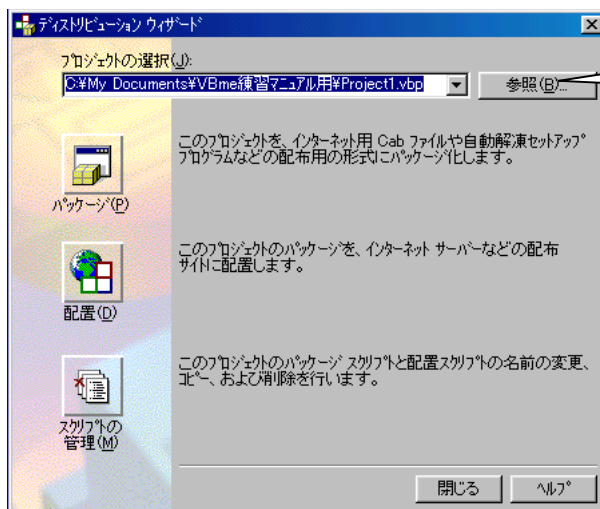 ﾃﾞｨｽﾄﾘﾋﾞｭｰｼｮﾝ ｳｨｻﾞｰﾄﾞ
ﾌﾟﾛｼﾞｪｸﾄの選択(J):
C:¥My Documents¥VBme練習ﾏﾆｭｱﾙ用¥Project1.vbp
参照(B)...
このﾌﾟﾛｼﾞｪｸﾄを、ｲﾝﾀｰﾈｯﾄ用 Cab ﾌｧｲﾙや自動解凍ｾｯﾄｱｯﾌﾟ
ﾌﾟﾛｸﾞﾗﾑなどの配布用の形式にﾊﾟｯｹｰｼﾞ化します。
ﾊﾟｯｹｰｼﾞ(P)
このﾌﾟﾛｼﾞｪｸﾄのﾊﾟｯｹｰｼﾞを、ｲﾝﾀｰﾈｯﾄ ｻｰﾊﾞｰなどの配布
ｻｲﾄに配置します。
配置(D)
このﾌﾟﾛｼﾞｪｸﾄのﾊﾟｯｹｰｼﾞ ｽｸﾘﾌﾟﾄと配置ｽｸﾘﾌﾟﾄの名前の変更、
ｺﾋﾟｰ、および削除を行います。
ｽｸﾘﾌﾟﾄの
管理(M)
閉じる
ﾍﾙﾌﾟ